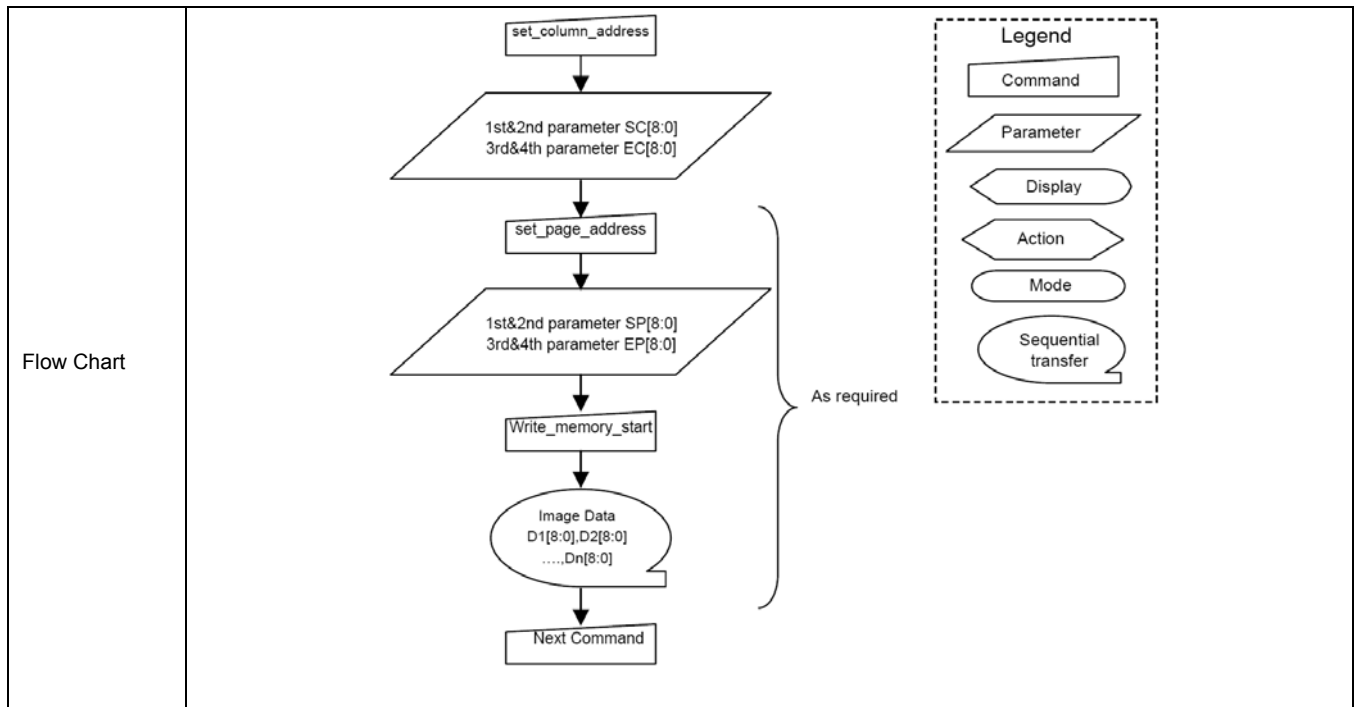 Flow Chart
set_column_address
1st&2nd parameter SC[8:0]
3rd&4th parameter EC[8:0]
set_page_address
1st&2nd parameter SP[8:0]
3rd&4th parameter EP[8:0]
Write_memory_start
Image Data
D1[8:0],D2[8:0]
....,Dn[8:0]
Next Command
As required
Legend
Command
Parameter
Display
Action
Mode
Sequential
transfer